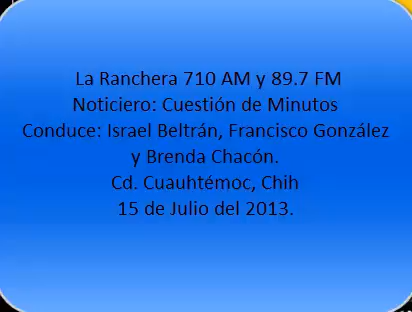 La Ranchera 710 AM y 89.7 FM
Noticiero: Cuestión de Minutos
Conduce: Israel Beltrán, Francisco González
y Brenda Chacón.
Cd. Cuauhtémoc, Chih
15 de Julio del 2013.